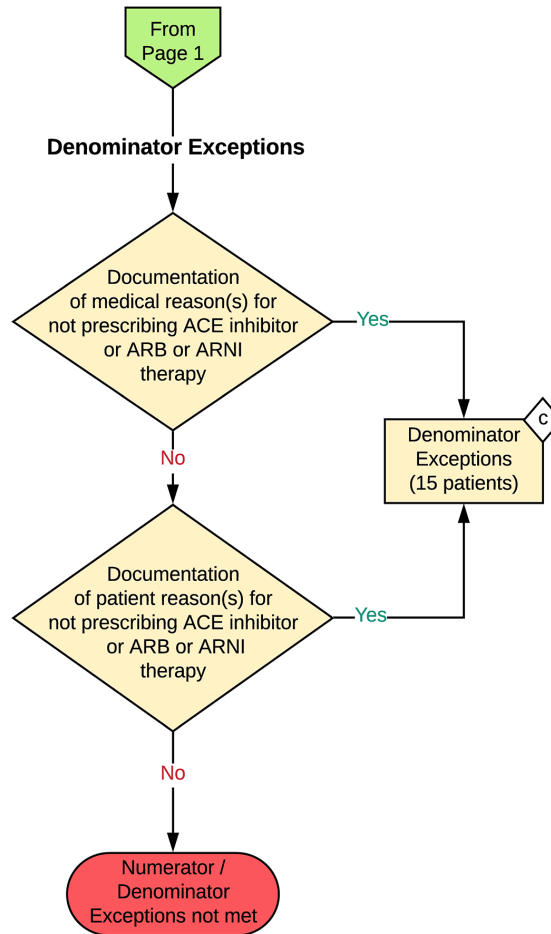 From
Page 1
Denominator Exceptions
Documentation
of medical reason(s) for
not prescribing ACE inhibitor
or ARB or ARNI
therapy
Yes
c
Denominator
Exceptions
(15 patients)
No
Documentation
of patient reason(s) for
not prescribing ACE inhibitor
or ARB or ARNI
therapy
Yes
No
Numerator /
Denominator
Exceptions not met